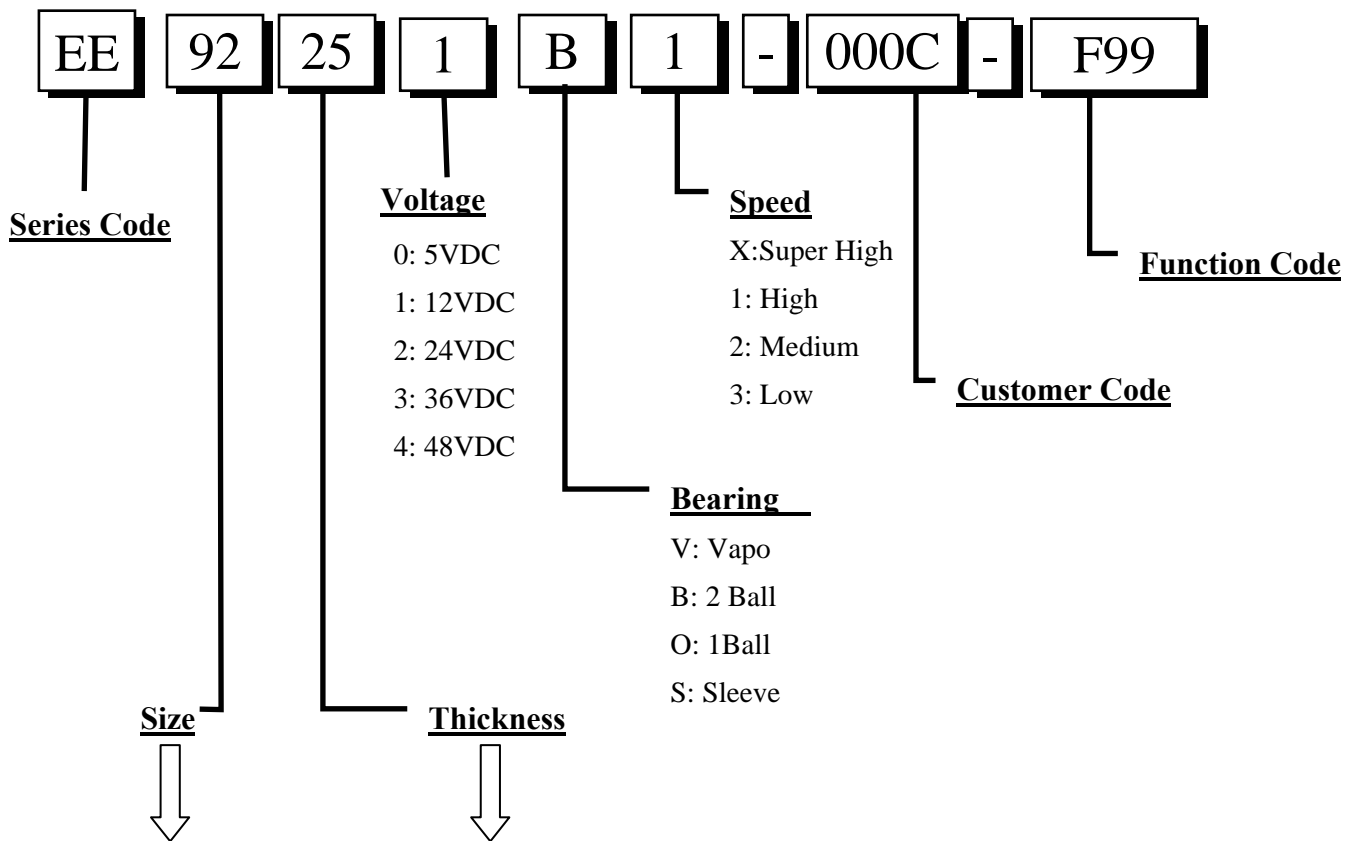 EE 92 25 1 B 1 - 000C - F99
Series Code
Voltage
0: 5VDC
1: 12VDC
2: 24VDC
3: 36VDC
4: 48VDC
Speed
X:Super High
1: High
2: Medium
3: Low
Function Code
Customer Code
Bearing
V: Vapo
B: 2 Ball
O: 1Ball
S: Sleeve
Size
Thickness